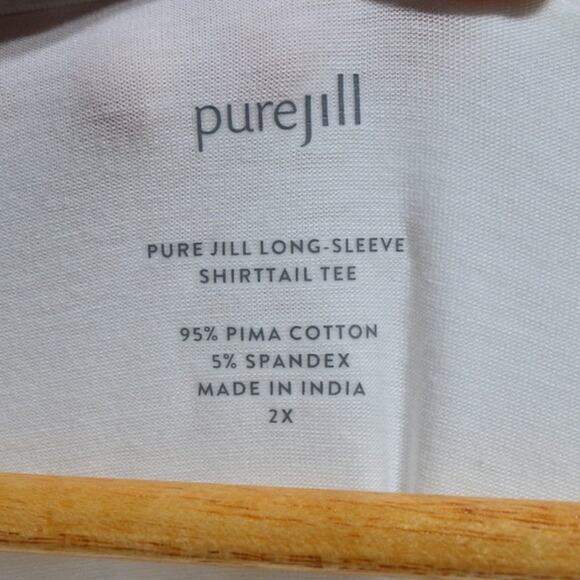 purejill
PURE JILL LONG-SLEEVE
SHIRTTAIL TEE
95% PIMA COTTON
5% SPANDEX
MADE IN INDIA
2X